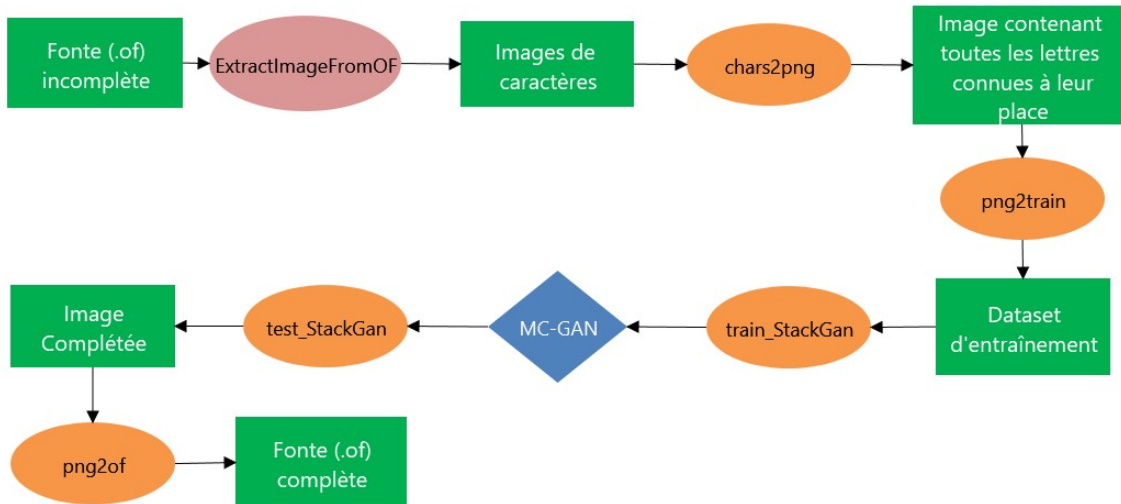 Fonte (.of)
incomplète
ExtractImageFromOF
Images de
caractères
chars2png
Image contenant
toutes les lettres
connues à leur
place
png2train
Dataset
d'entraînement
train_StackGan
MC-GAN
test_StackGan
Image
Complétée
png2of
Fonte (.of)
complète